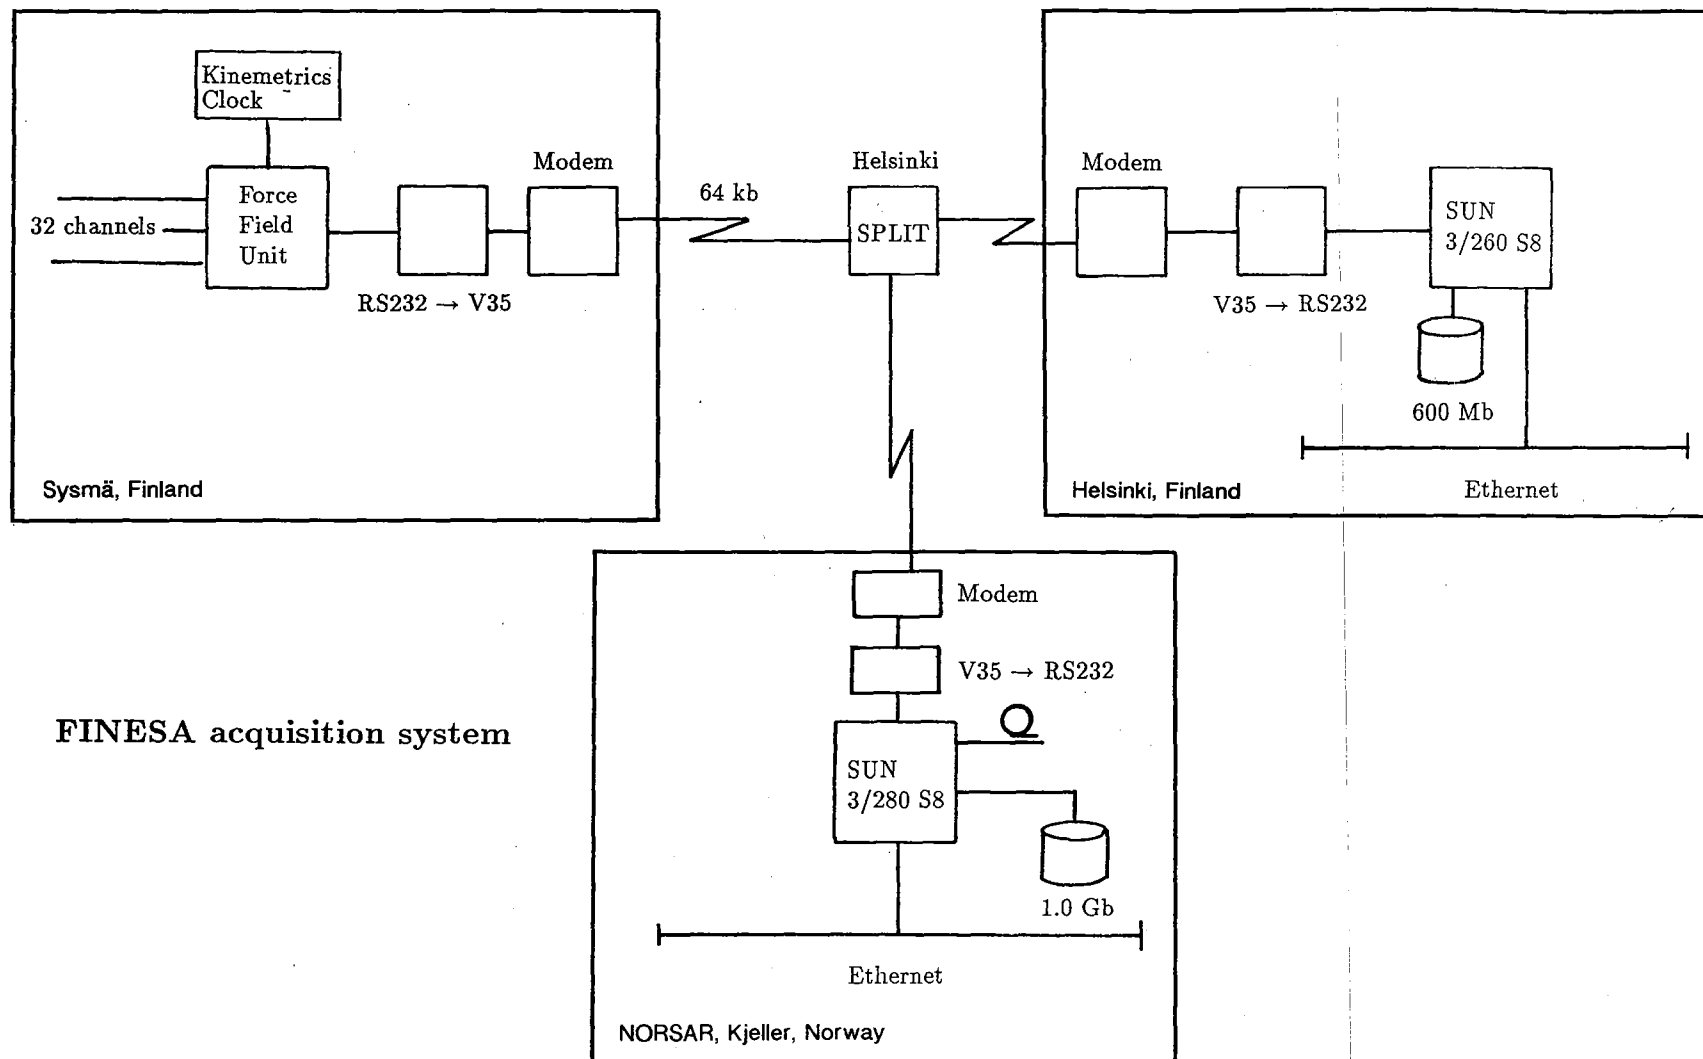 Kinemetrics
Clock
32 channels
Force
Field
Unit
RS232 → V35
Modem
Sysmä, Finland
64 kb
Helsinki
SPLIT
Modem
V35 → RS232
SUN
3/260 S8
600 Mb
Ethernet
Helsinki, Finland
FINESA acquisition system
Modem
V35 → RS232
SUN
3/280 S8
1.0 Gb
Ethernet
NORSAR, Kjeller, Norway